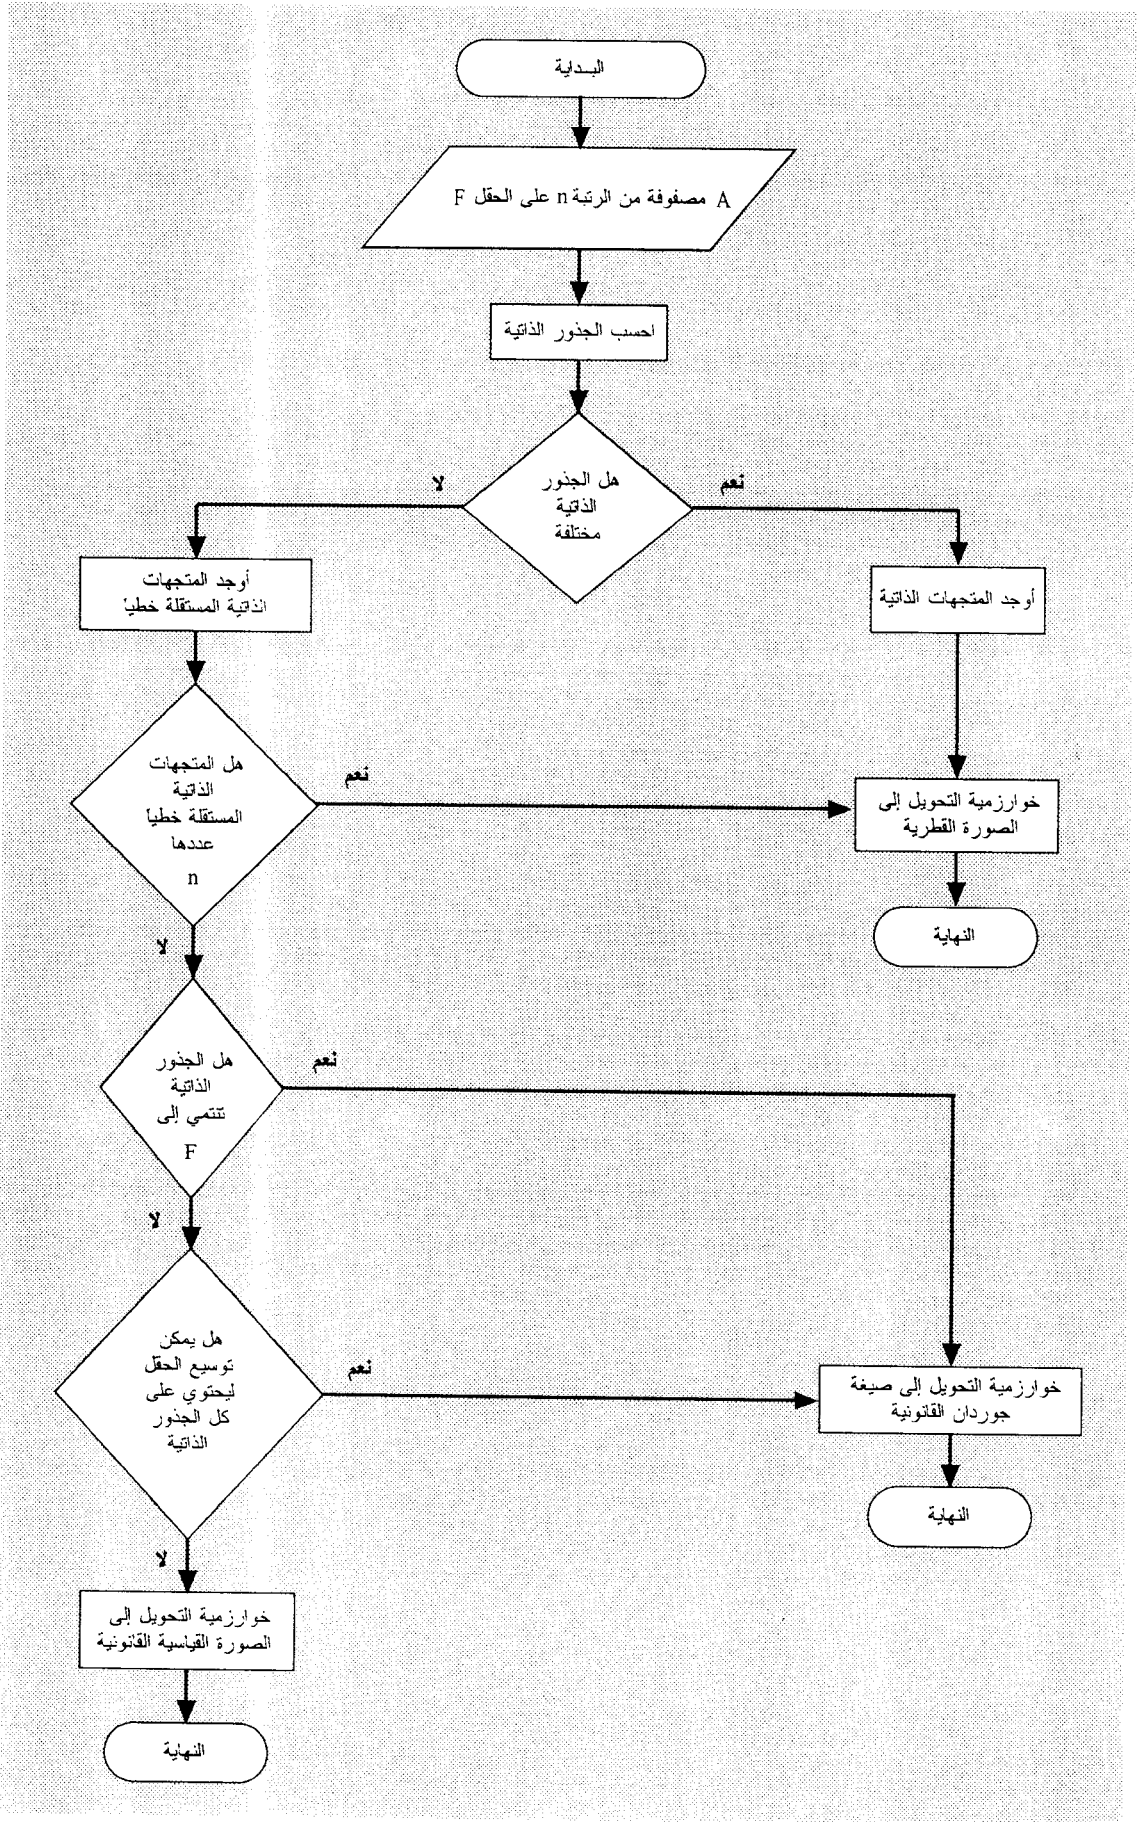 البداية
A مصفوفة من الرتبة n على الحقل F
احسب الجذور الذاتية
هل الجذور
الذاتية
مختلفة
نعم
لا
أوجد المتجهات الذاتية
أوجد المتجهات
الذاتية المستقلة خطياً
هل المتجهات
الذاتية
المستقلة خطياً
عددها
n
نعم
خوارزمية التحويل إلى
الصورة القطرية
النهاية
لا
هل الجذور
الذاتية
تنتمي إلى
F
نعم
لا
هل يمكن
توسيع الحقل
ليحتوي على
كل الجذور
الذاتية
نعم
خوارزمية التحويل إلى صيغة
جوردان القانونية
النهاية
لا
خوارزمية التحويل إلى
الصورة القياسية القانونية
النهاية